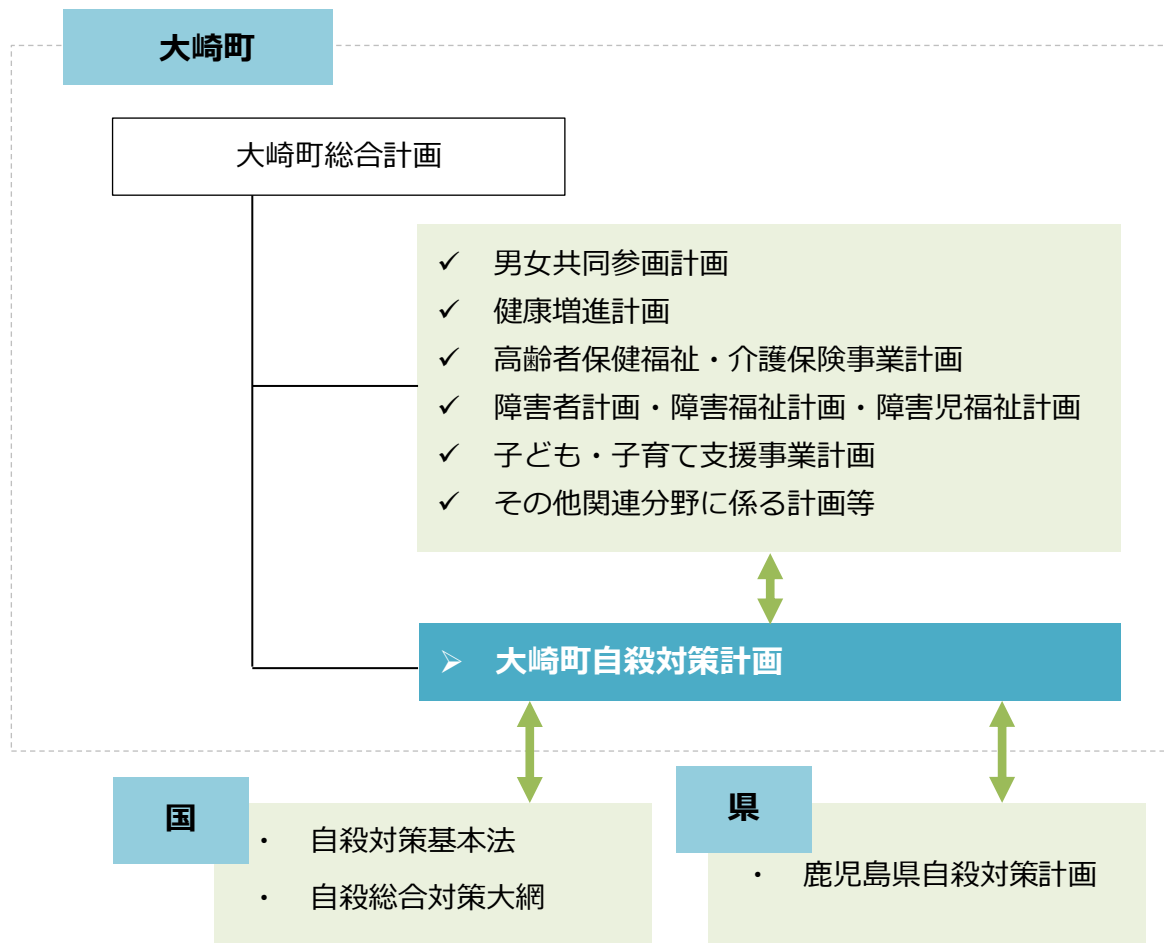 大崎町
大崎町総合計画
✓ 男女共同参画計画
✓ 健康増進計画
✓ 高齢者保健福祉・介護保険事業計画
✓ 障害者計画・障害福祉計画・障害児福祉計画
✓ 子ども・子育て支援事業計画
✓ その他関連分野に係る計画等
➢ 大崎町自殺対策計画
国
・ 自殺対策基本法
・ 自殺総合対策大網
県
・ 鹿児島県自殺対策計画